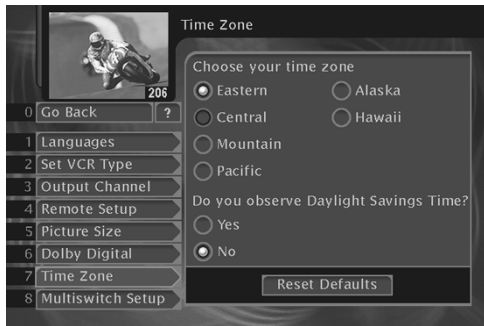 Time Zone
206
0 Go Back ?
1 Languages
2 Set VCR Type
3 Output Channel
4 Remote Setup
5 Picture Size
6 Dolby Digital
7 Time Zone
8 Multiswitch Setup
Choose your time zone
Eastern Alaska
Central Hawaii
Mountain
Pacific
Do you observe Daylight Savings Time?
Yes
No
Reset Defaults